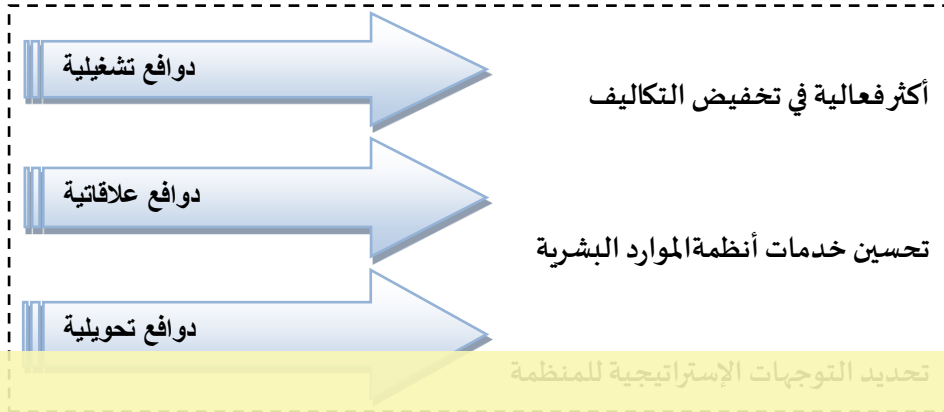 دوافع تشغيلية
أكثر فعالية في تخفيض التكاليف
دوافع علاقاتية
تحسين خدمات أنظمة الموارد البشرية
دوافع تحويلية
تحديد التوجهات الإستراتيجية للمنظمة